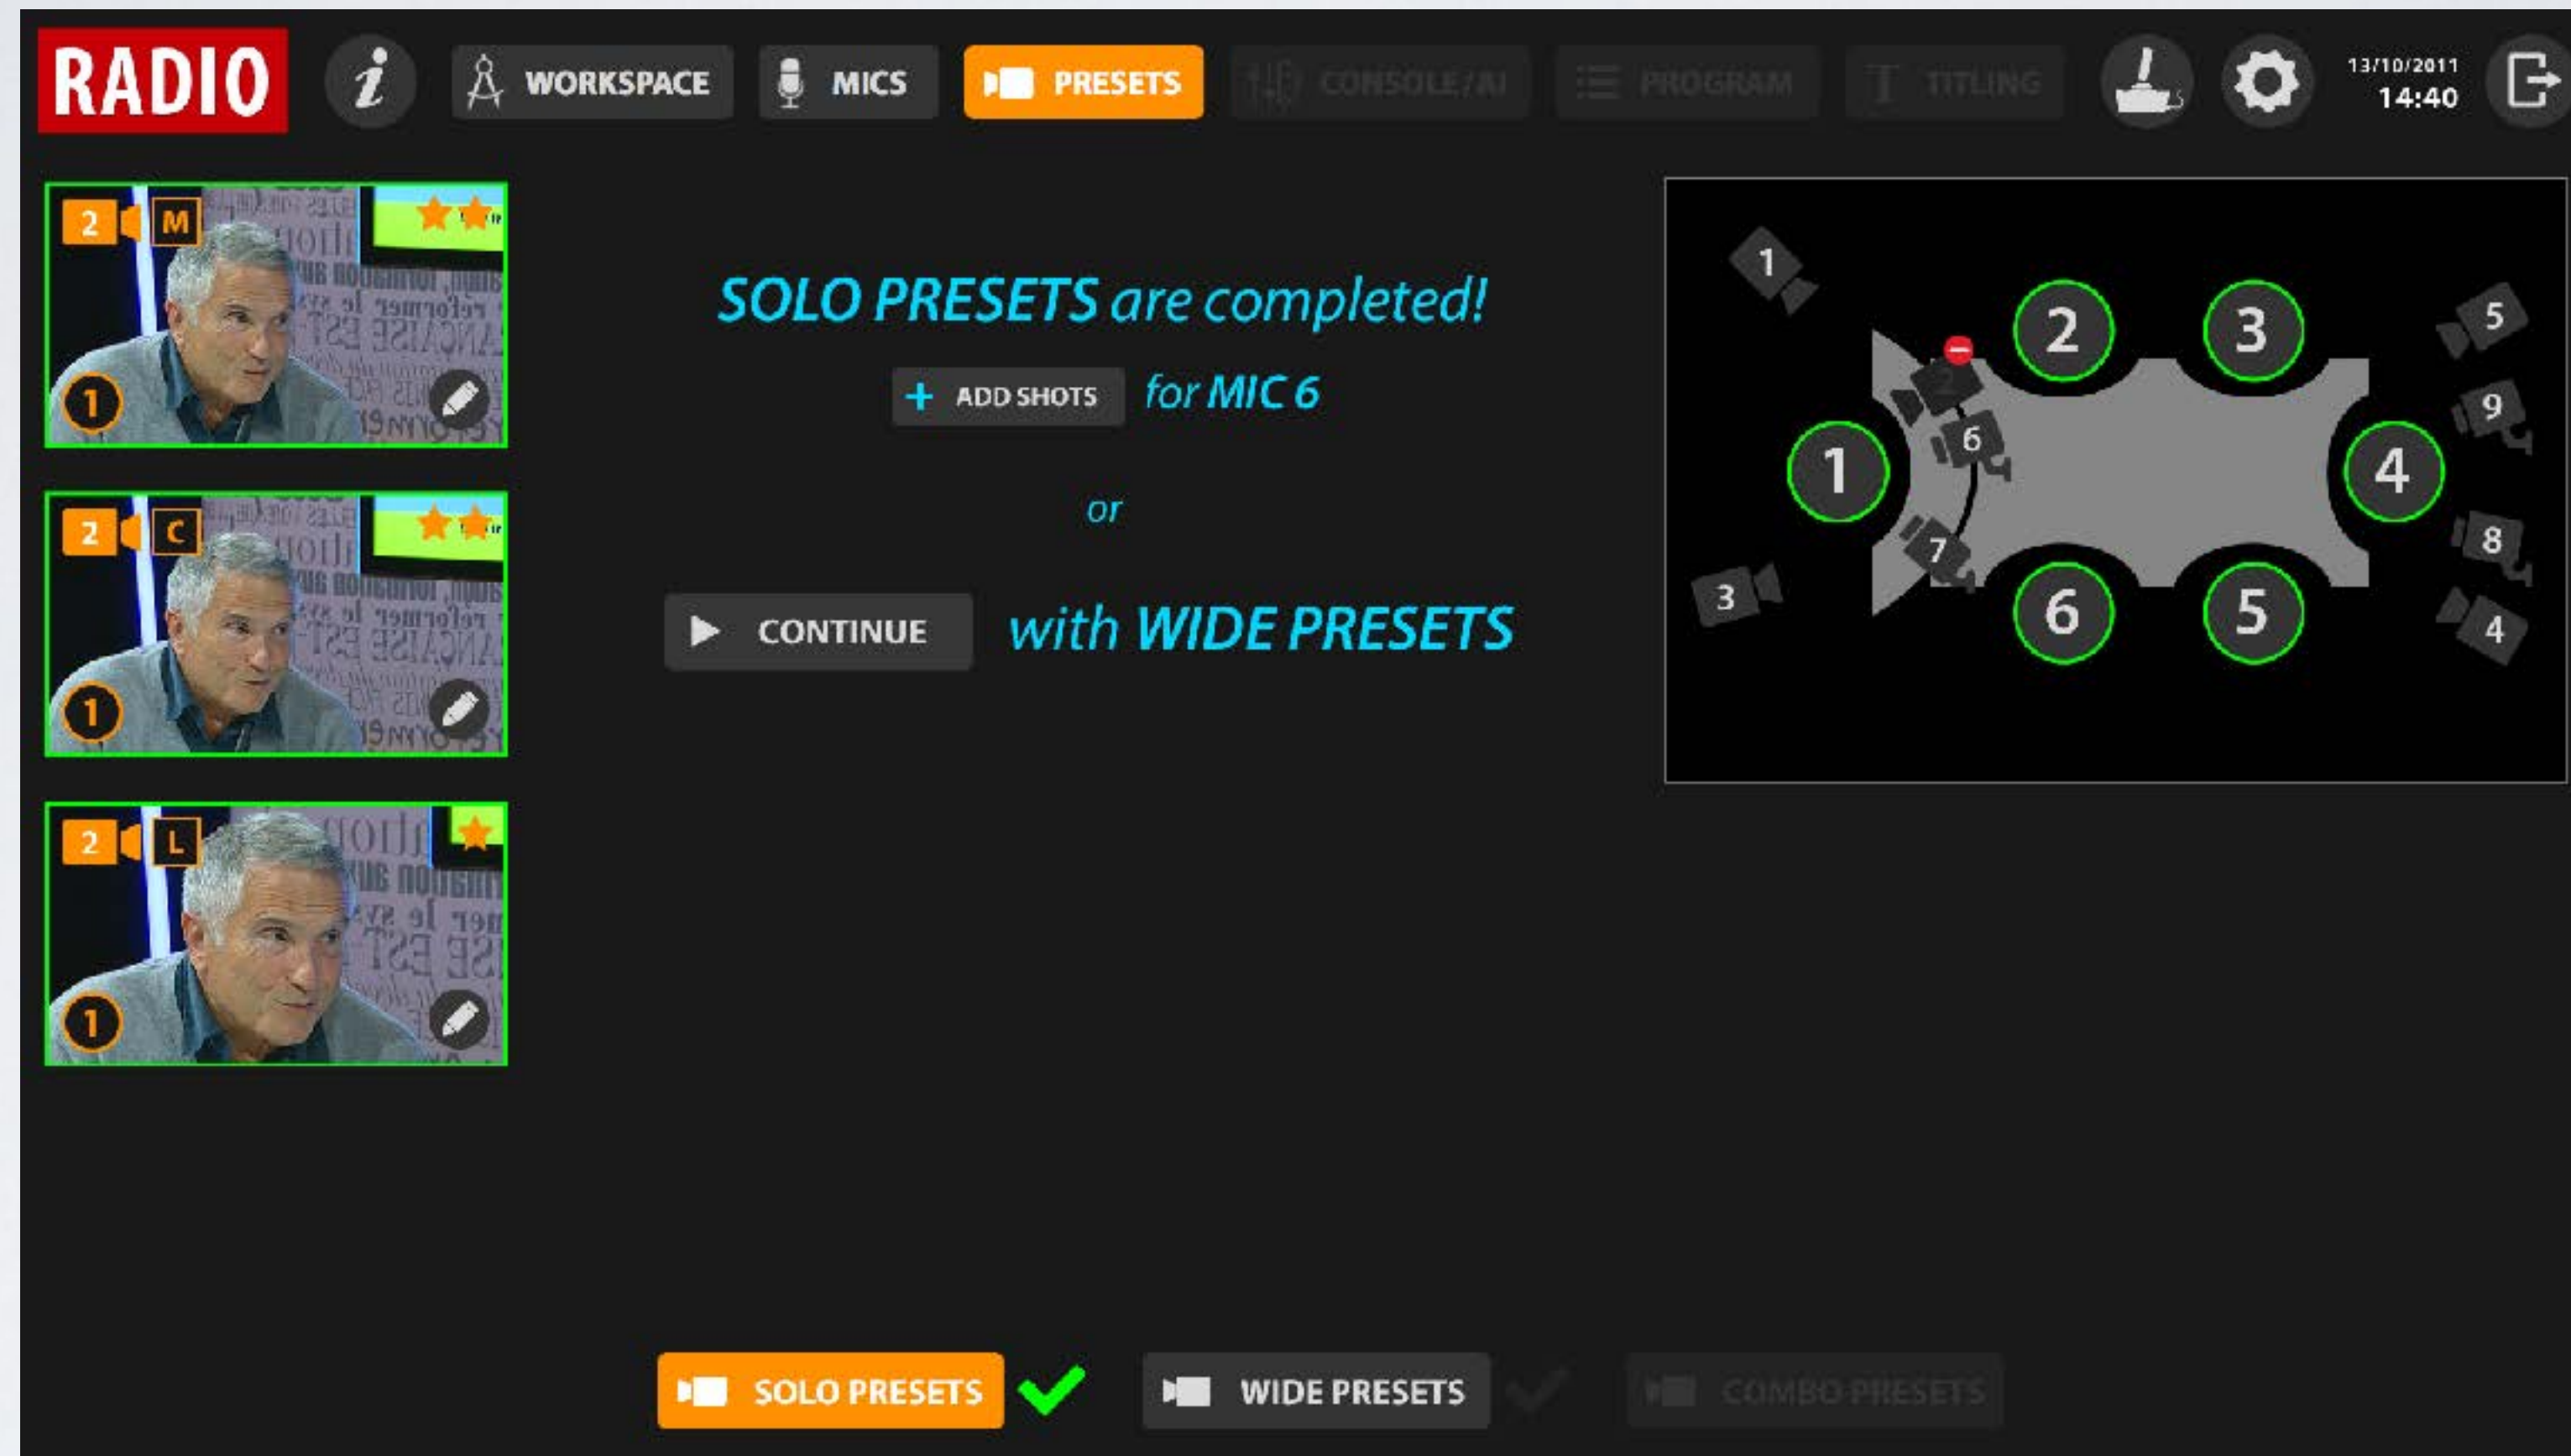 RADIO
i
WORKSPACE
MICS
PRESETS
CONSOLE/AI
PROGRAM
TITLING
13/10/2011
14:40
2 M
1
2 C
1
2 L
1
SOLO PRESETS are completed!
+ ADD SHOTS for MIC 6
or
CONTINUE with WIDE PRESETS
1
2
3
5
2
9
6
1
4
7
8
3
6
5
4
SOLO PRESETS
WIDE PRESETS
COMBO PRESETS